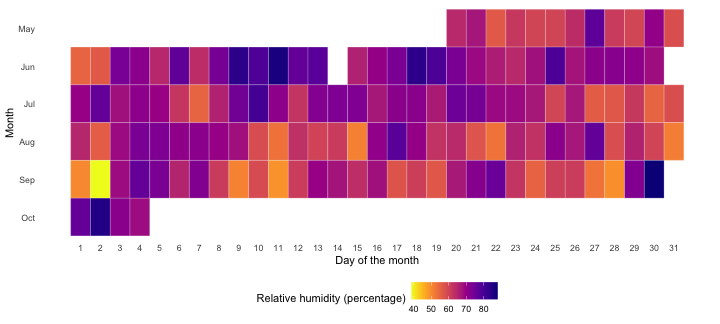 May
Jun
Jul
Aug
Sep
Oct
Month
1 2 3 4 5 6 7 8 9 10 11 12 13 14 15 16 17 18 19 20 21 22 23 24 25 26 27 28 29 30 31
Day of the month
Relative humidity (percentage)
40 50 60 70 80